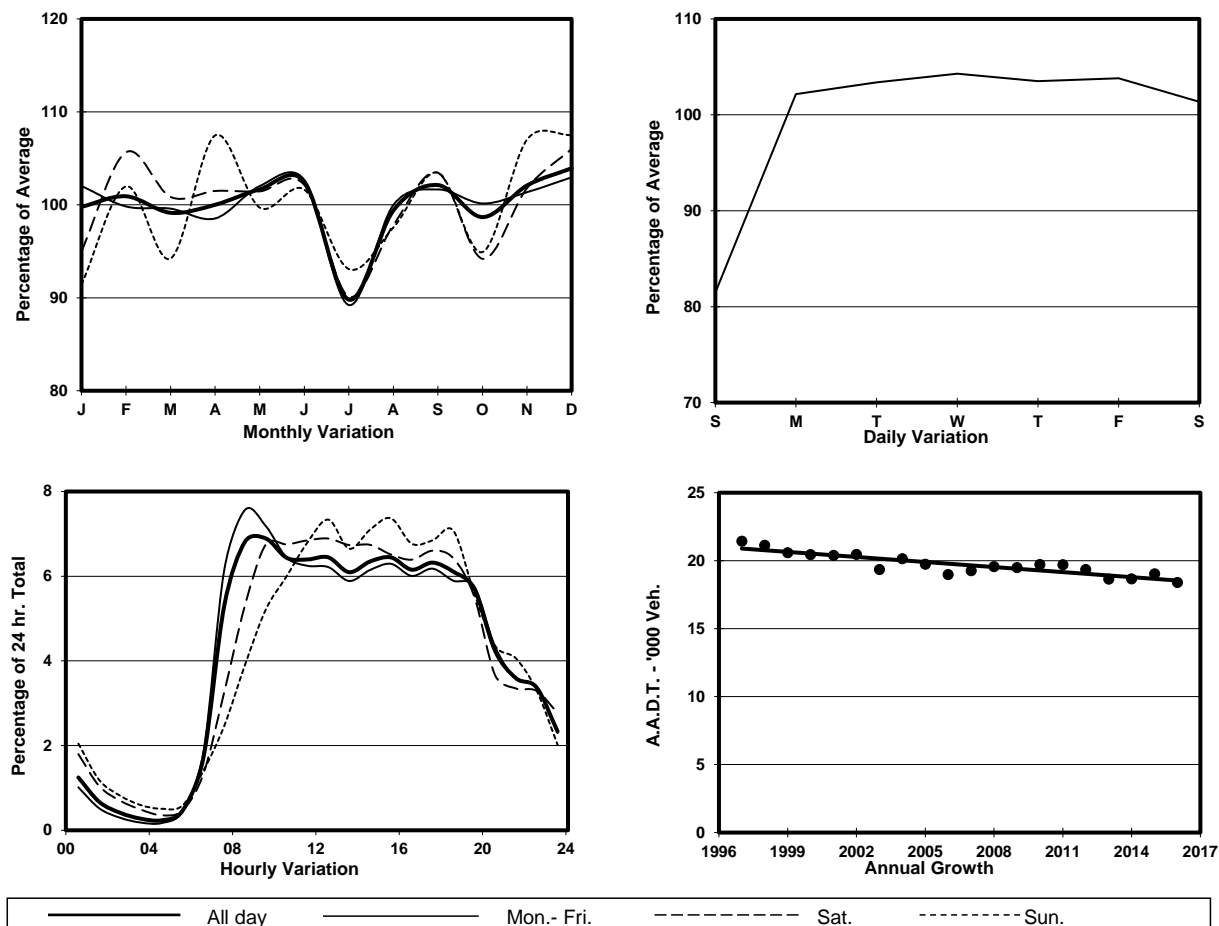 120
110
100
90
80
Percentage of Average
J F M A M J J A S O N D
Monthly Variation
110
100
90
80
70
Percentage of Average
S M T W T F S
Daily Variation
8
6
4
2
0
Percentage of 24 hr. Total
00 04 08 12 16 20 24
Hourly Variation
25
20
15
10
5
0
A.A.D.T. - '000 Veh.
1996 1999 2002 2005 2008 2011 2014 2017
Annual Growth
All day Mon.- Fri. Sat. Sun.